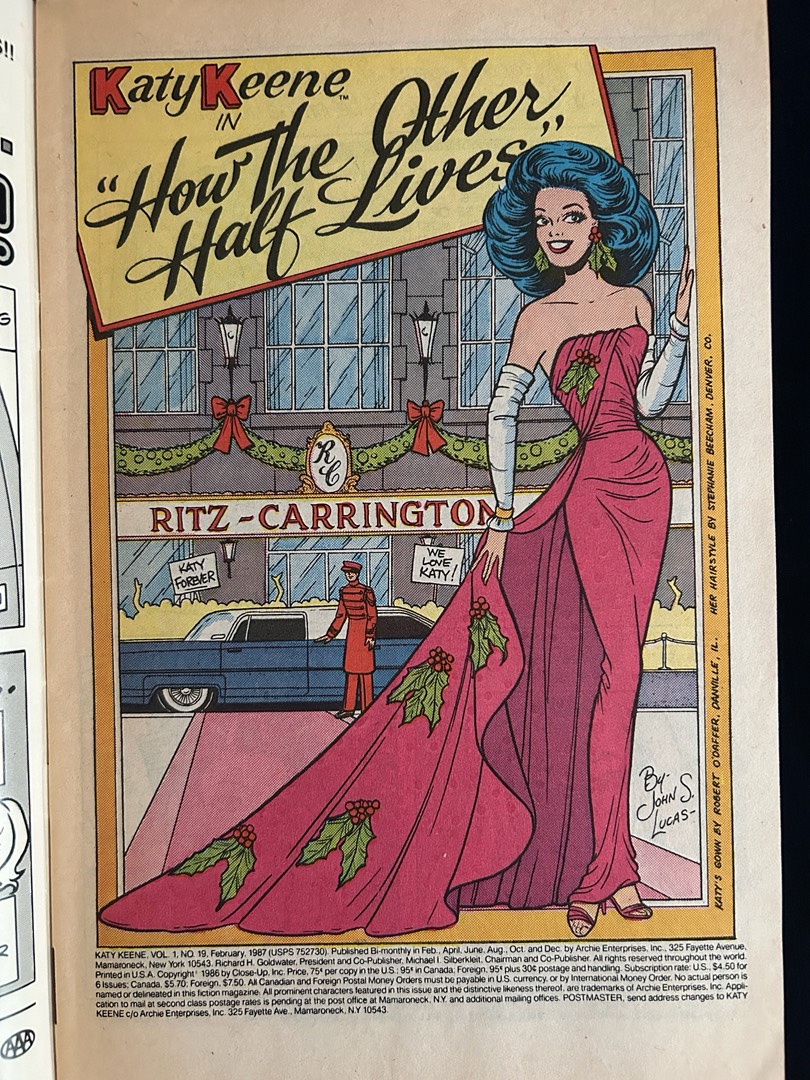 S!!
Katy Keene™
IN
"How The Other
Half Lives"
RC
RITZ-CARRINGTON
KATY
FOREVER
WE
LOVE
KATY!
By-
JOHN S.
LUCAS-
KATY'S GOWN BY ROBERT O'DAFFER, DANVILLE, IL. HER HAIRSTYLE BY STEPHANIE BEECHAM, DENVER, CO.
KATY KEENE, VOL. 1, NO. 19, February, 1987 (USPS 752730). Published Bi-monthly in Feb., April, June, Aug., Oct. and Dec. by Archie Enterprises, Inc., 325 Fayette Avenue,
Mamaroneck, New York 10543. Richard H. Goldwater, President and Co-Publisher, Michael I. Silberkleit, Chairman and Co-Publisher. All rights reserved throughout the world.
Printed in U.S.A. Copyright 1986 by Close-Up, Inc. Price, 75¢ per copy in the U.S.; 95¢ in Canada, Foreign, 95¢ plus 30¢ postage and handling. Subscription rate: U.S., $4.50 for
6 Issues; Canada, $5.70; Foreign, $7.50. All Canadian and Foreign Postal Money Orders must be payable in U.S. currency, or by International Money Order. No actual person is
named or delineated in this fiction magazine. All prominent characters featured in this issue and the distinctive likeness thereof, are trademarks of Archie Enterprises, Inc. Appli-
cation to mail at second class postage rates is pending at the post office at Mamaroneck, N.Y. and additional mailing offices. POSTMASTER, send address changes to KATY
KEENE c/o Archie Enterprises, Inc. 325 Fayette Ave., Mamaroneck, N.Y 10543.